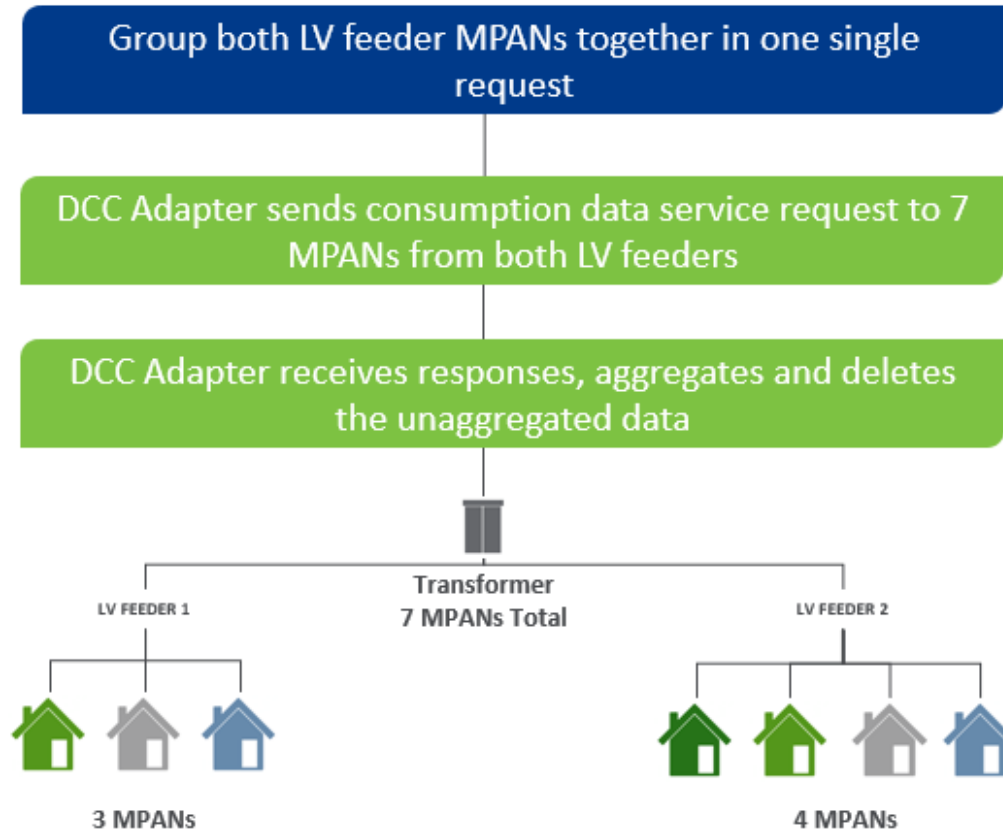 Group both LV feeder MPANs together in one single
request
DCC Adapter sends consumption data service request to 7
MPANs from both LV feeders
DCC Adapter receives responses, aggregates and deletes
the unaggregated data
Transformer
7 MPANs Total
LV FEEDER 1
LV FEEDER 2
3 MPANs
4 MPANs